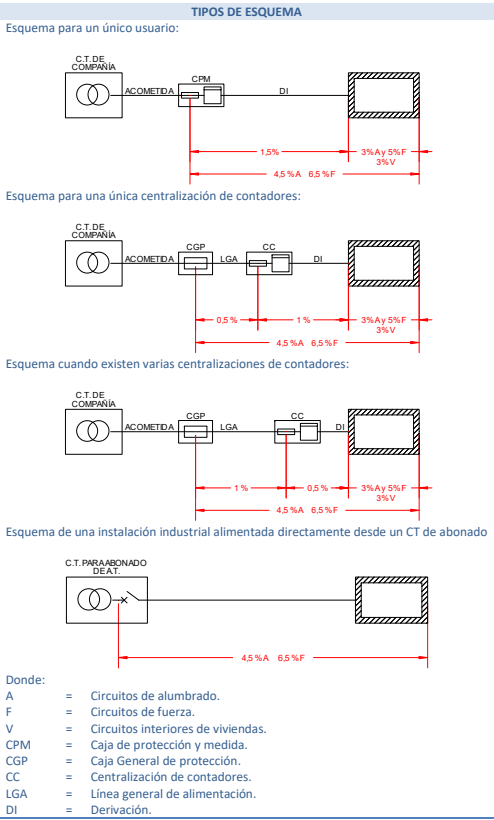 TIPOS DE ESQUEMA
Esquema para un único usuario:
C.T. DE
COMPAÑÍA
ACOMETIDA
CPM
DI
1,5%
3%A y 5%F
3%V
4,5 %A 6,5 %F
Esquema para una única centralización de contadores:
C.T. DE
COMPAÑÍA
ACOMETIDA
CGP
LGA
CC
DI
0,5 %
1 %
3%A y 5%F
3%V
4,5 %A 6,5 %F
Esquema cuando existen varias centralizaciones de contadores:
C.T. DE
COMPAÑÍA
ACOMETIDA
CGP
LGA
CC
DI
1 %
0,5 %
3%A y 5%F
3%V
4,5 %A 6,5 %F
Esquema de una instalación industrial alimentada directamente desde un CT de abonado
C.T. PARA ABONADO
DE A.T.
4,5 %A 6,5 %F
Donde:
A = Circuitos de alumbrado.
F = Circuitos de fuerza.
V = Circuitos interiores de viviendas.
CPM = Caja de protección y medida.
CGP = Caja General de protección.
CC = Centralización de contadores.
LGA = Línea general de alimentación.
DI = Derivación.